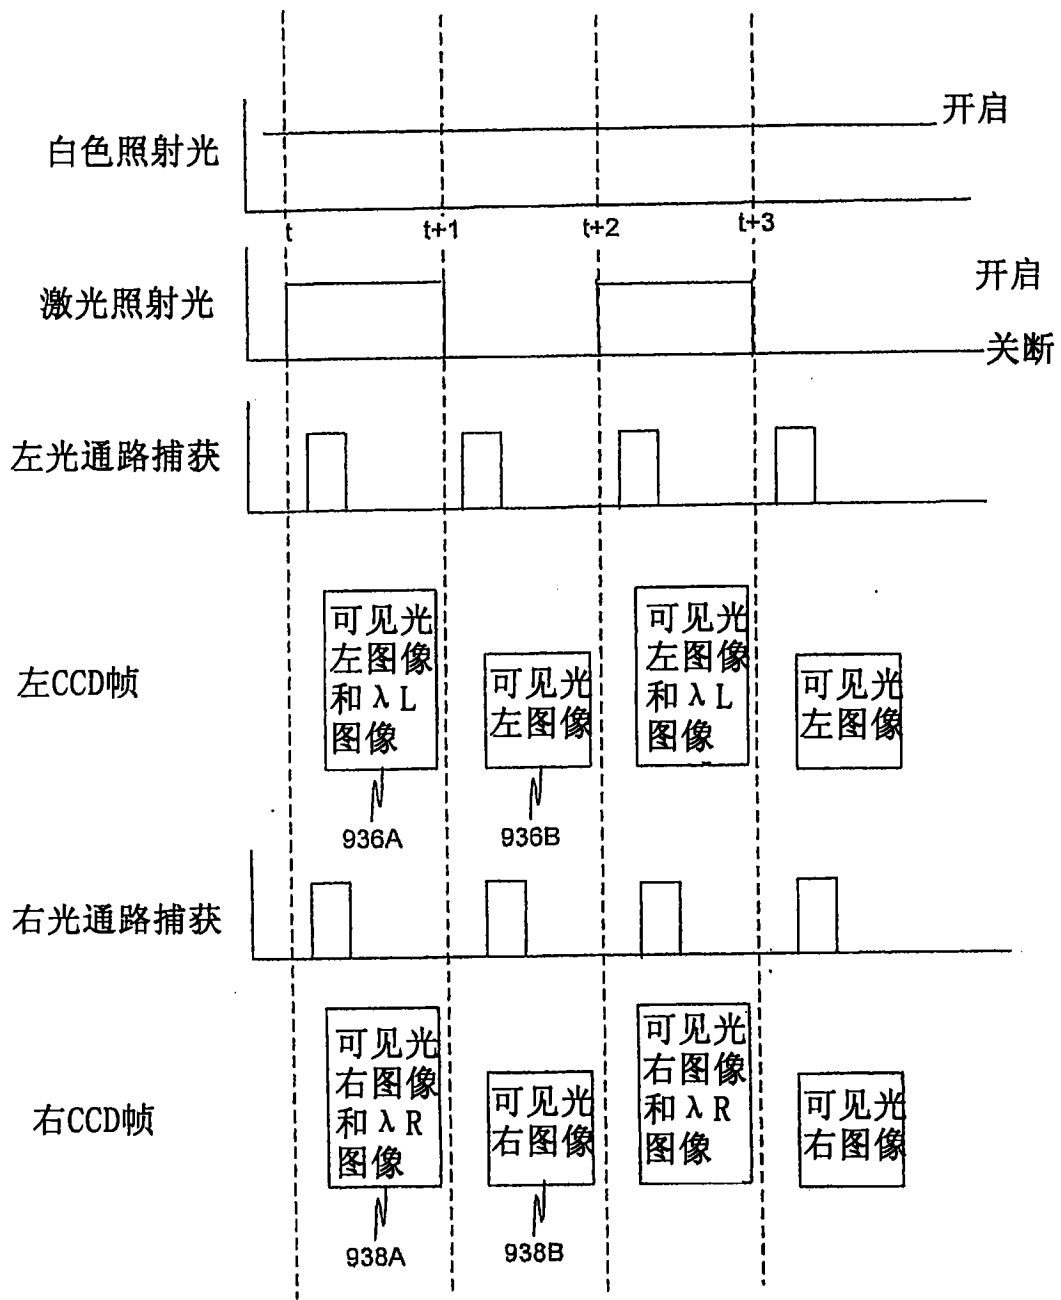 开启
白色照射光
t
t+1
t+2
t+3
开启
激光照射光
关断
左光通路捕获
可见光
左图像
和λL
图像
可见光
左图像
可见光
左图像
和λL
图像
可见光
左图像
左CCD帧
936A
936B
右光通路捕获
可见光
右图像
和λR
图像
可见光
右图像
可见光
右图像
和λR
图像
可见光
右图像
右CCD帧
938A
938B